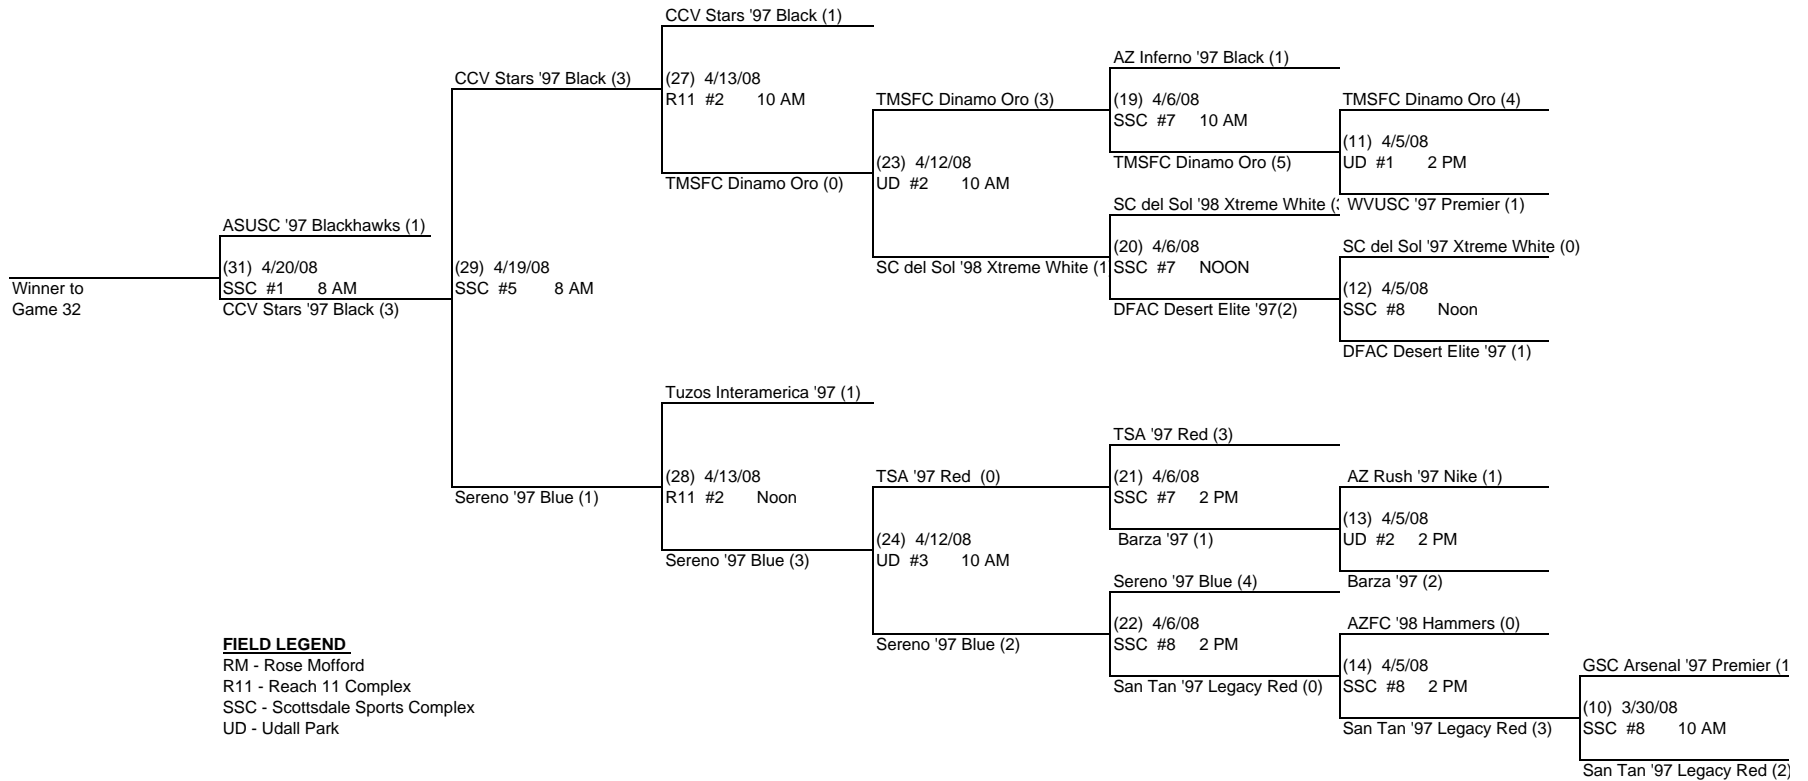 CCV Stars '97 Black (1)
AZ Inferno '97 Black (1)
CCV Stars '97 Black (3)
(27) 4/13/08
R11 #2 10 AM
TMSFC Dinamo Oro (3)
(19) 4/6/08
SSC #7 10 AM
TMSFC Dinamo Oro (4)
(11) 4/5/08
UD #1 2 PM
TMSFC Dinamo Oro (0)
(23) 4/12/08
UD #2 10 AM
TMSFC Dinamo Oro (5)
SC del Sol '98 Xtreme White (3
WVUSC '97 Premier (1)
ASUSC '97 Blackhawks (1)
(31) 4/20/08
SSC #1 8 AM
CCV Stars '97 Black (3)
Winner to
Game 32
(29) 4/19/08
SSC #5 8 AM
SC del Sol '98 Xtreme White (1
(20) 4/6/08
SSC #7 NOON
DFAC Desert Elite '97(2)
SC del Sol '97 Xtreme White (0)
(12) 4/5/08
SSC #8 Noon
DFAC Desert Elite '97 (1)
Tuzos Interamerica '97 (1)
TSA '97 Red (3)
Sereno '97 Blue (1)
(28) 4/13/08
R11 #2 Noon
TSA '97 Red (0)
(21) 4/6/08
SSC #7 2 PM
AZ Rush '97 Nike (1)
(13) 4/5/08
UD #2 2 PM
Sereno '97 Blue (3)
(24) 4/12/08
UD #3 10 AM
Barza '97 (1)
Sereno '97 Blue (4)
Barza '97 (2)
(22) 4/6/08
SSC #8 2 PM
AZFC '98 Hammers (0)
Sereno '97 Blue (2)
San Tan '97 Legacy Red (0)
(14) 4/5/08
SSC #8 2 PM
GSC Arsenal '97 Premier (1
(10) 3/30/08
SSC #8 10 AM
San Tan '97 Legacy Red (3)
San Tan '97 Legacy Red (2)
FIELD LEGEND
RM - Rose Mofford
R11 - Reach 11 Complex
SSC - Scottsdale Sports Complex
UD - Udall Park